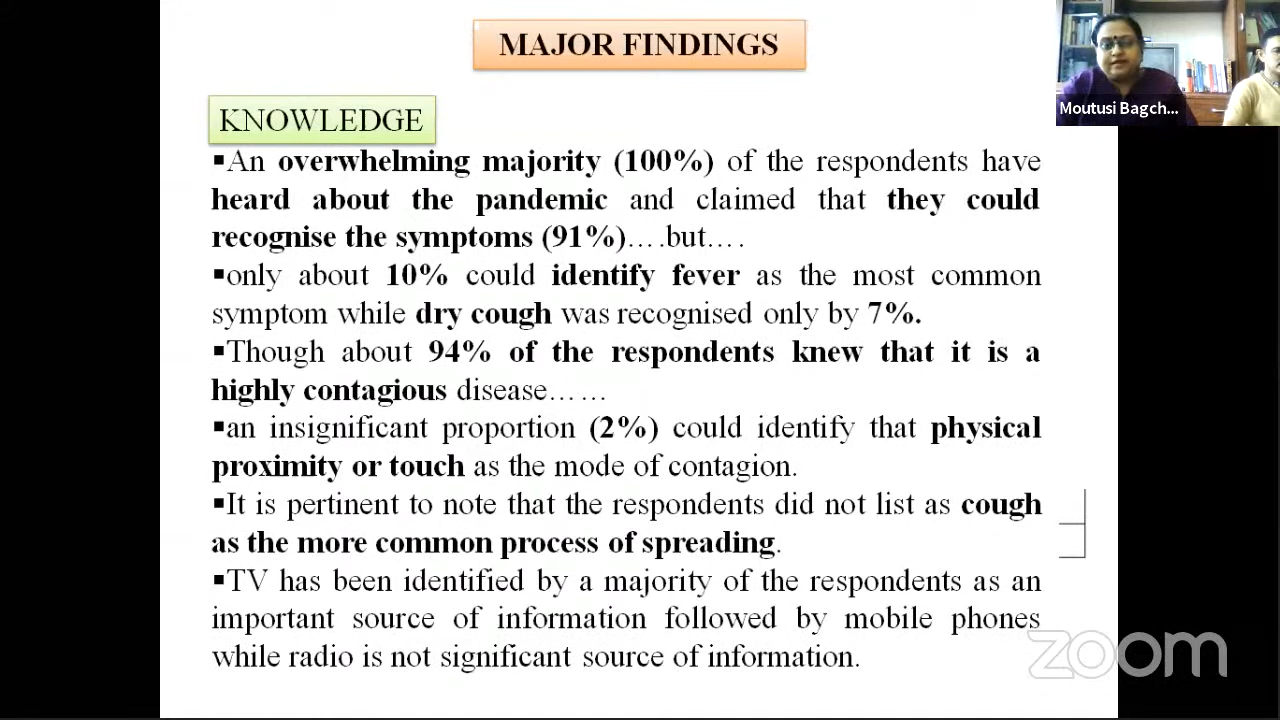 MAJOR FINDINGS
Moutusi Bagch...
KNOWLEDGE
▪An overwhelming majority (100%) of the respondents have
heard about the pandemic and claimed that they could
recognise the symptoms (91%)….but….
▪only about 10% could identify fever as the most common
symptom while dry cough was recognised only by 7%.
▪Though about 94% of the respondents knew that it is a
highly contagious disease……
▪an insignificant proportion (2%) could identify that physical
proximity or touch as the mode of contagion.
▪It is pertinent to note that the respondents did not list as cough
as the more common process of spreading.
▪TV has been identified by a majority of the respondents as an
important source of information followed by mobile phones
while radio is not significant source of information.
zoom